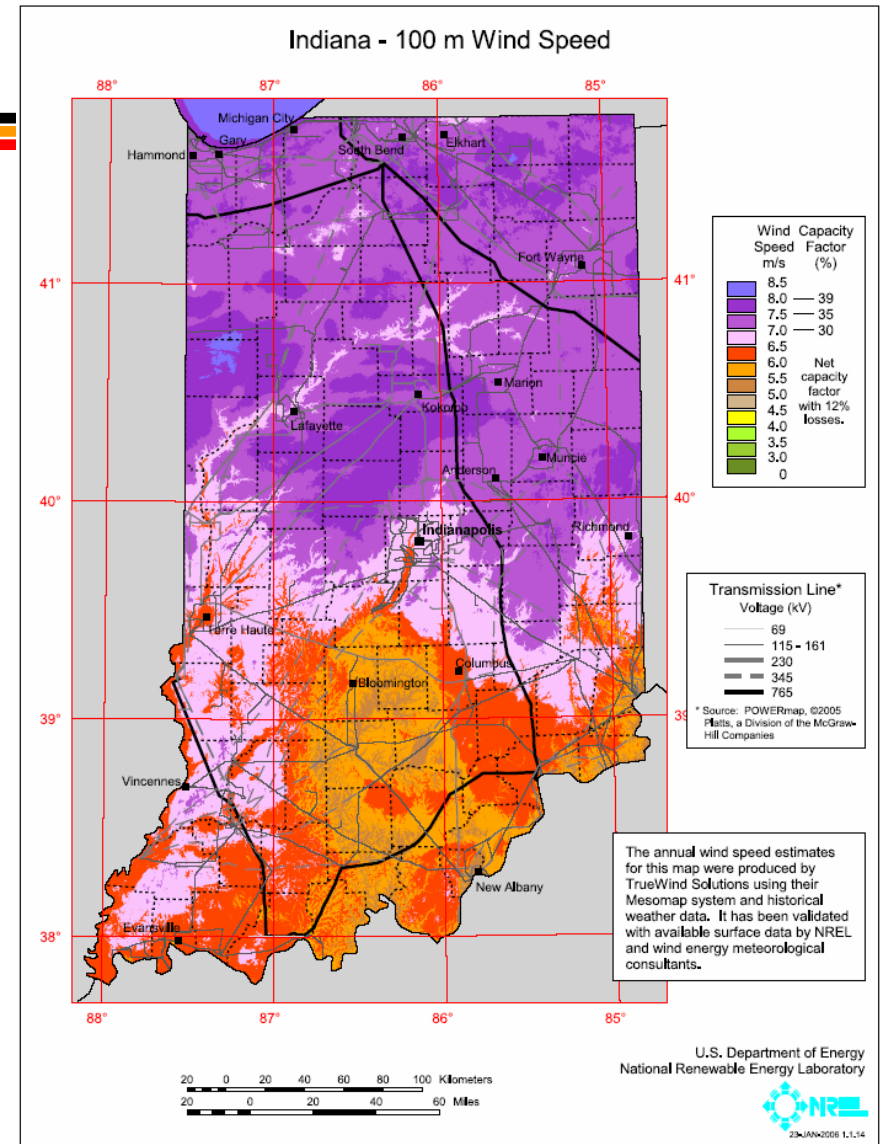 Indiana - 100 m Wind Speed
88° 87° 86° 85°
Michigan City
Gary
Hammond
South Bend
Elkhart
Fort Wayne
41° 41°
Marion
Kokomo
Lafayette
Muncie
Anderson
40° 40°
Richmond
Indianapolis
Terre Haute
Columbus
Bloomington
39° 39
Vincennes
New Albany
Evansville
38° 38°
88° 87° 86° 85°
Wind Capacity
Speed Factor
m/s (%)
8.5
8.0 39
7.5 35
7.0 30
6.5
6.0 Net
5.5 capacity
5.0 factor
4.5 with 12%
4.0 losses.
3.5
3.0
0
Transmission Line*
Voltage (kV)
69
115 - 161
230
345
765
* Source: POWERmap, ©2005
Platts, a Division of the McGraw-
Hill Companies
The annual wind speed estimates
for this map were produced by
TrueWind Solutions using their
Mesomap system and historical
weather data. It has been validated
with available surface data by NREL
and wind energy meteorological
consultants.
U.S. Department of Energy
National Renewable Energy Laboratory
20 0 20 40 60 80 100 Kilometers
20 0 20 40 60 Miles
NREL
23-JAN-2006 1.1.14